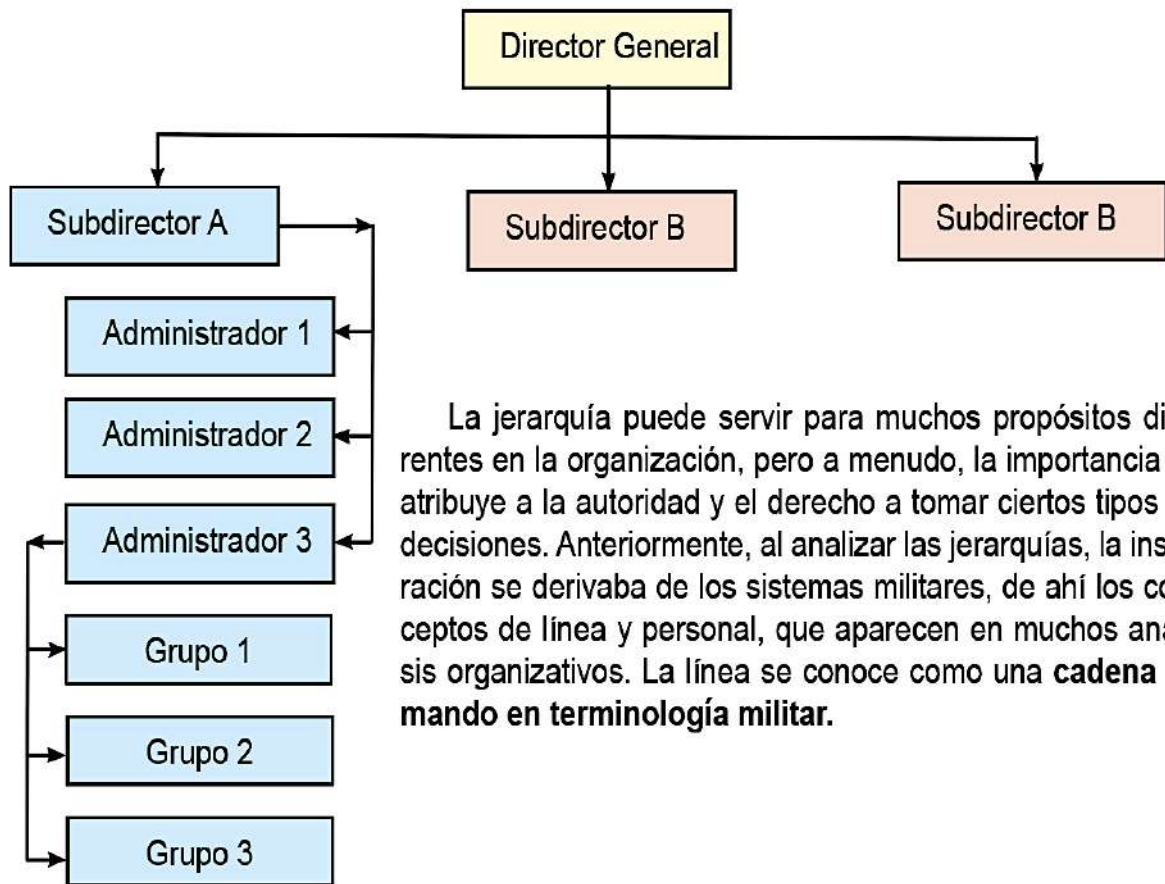 Director General
Subdirector A
Subdirector B
Subdirector B
Administrador 1
Administrador 2
Administrador 3
Grupo 1
Grupo 2
Grupo 3
La jerarquía puede servir para muchos propósitos di
rentes en la organización, pero a menudo, la importancia
atribuye a la autoridad y el derecho a tomar ciertos tipos
decisiones. Anteriormente, al analizar las jerarquías, la ins
ración se derivaba de los sistemas militares, de ahí los co
ceptos de línea y personal, que aparecen en muchos aná
sis organizativos. La línea se conoce como una cadena
mando en terminología militar.